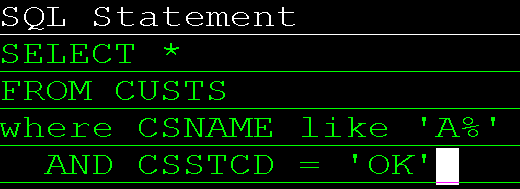 SQL Statement
SELECT *
FROM CUSTS
where CSNAME like 'A%'
AND CSSTCD = 'OK'